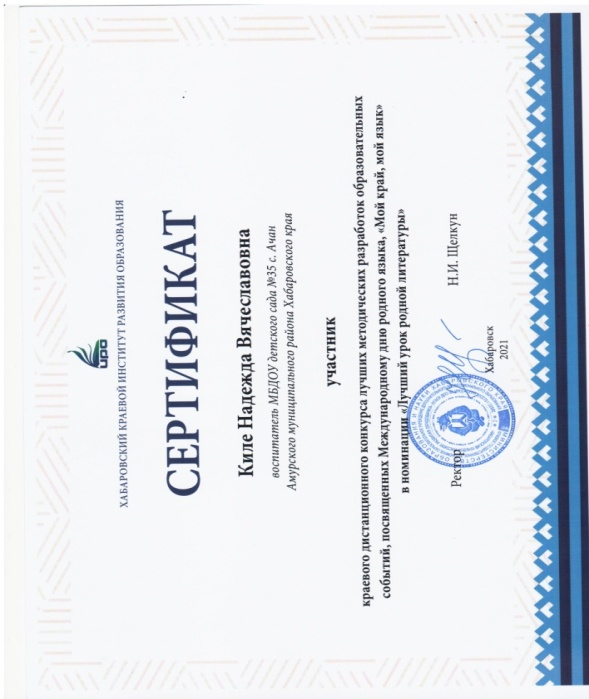 иро
ХАБАРОВСКИЙ КРАЕВОЙ ИНСТИТУТ РАЗВИТИЯ ОБРАЗОВАНИЯ
СЕРТИФИКАТ
Киле Надежда Вячеславовна
воспитатель МБДОУ детского сада №35 с. Ачан
Амурского муниципального района Хабаровского края
участник
краевого дистанционного конкурса лучших методических разработок образовательных
событий, посвященных Международному дню родного языка, «Мой край, мой язык»
в номинации «Лучший урок родной литературы»
Ректор Н.И. Щелкун
Хабаровск
2021